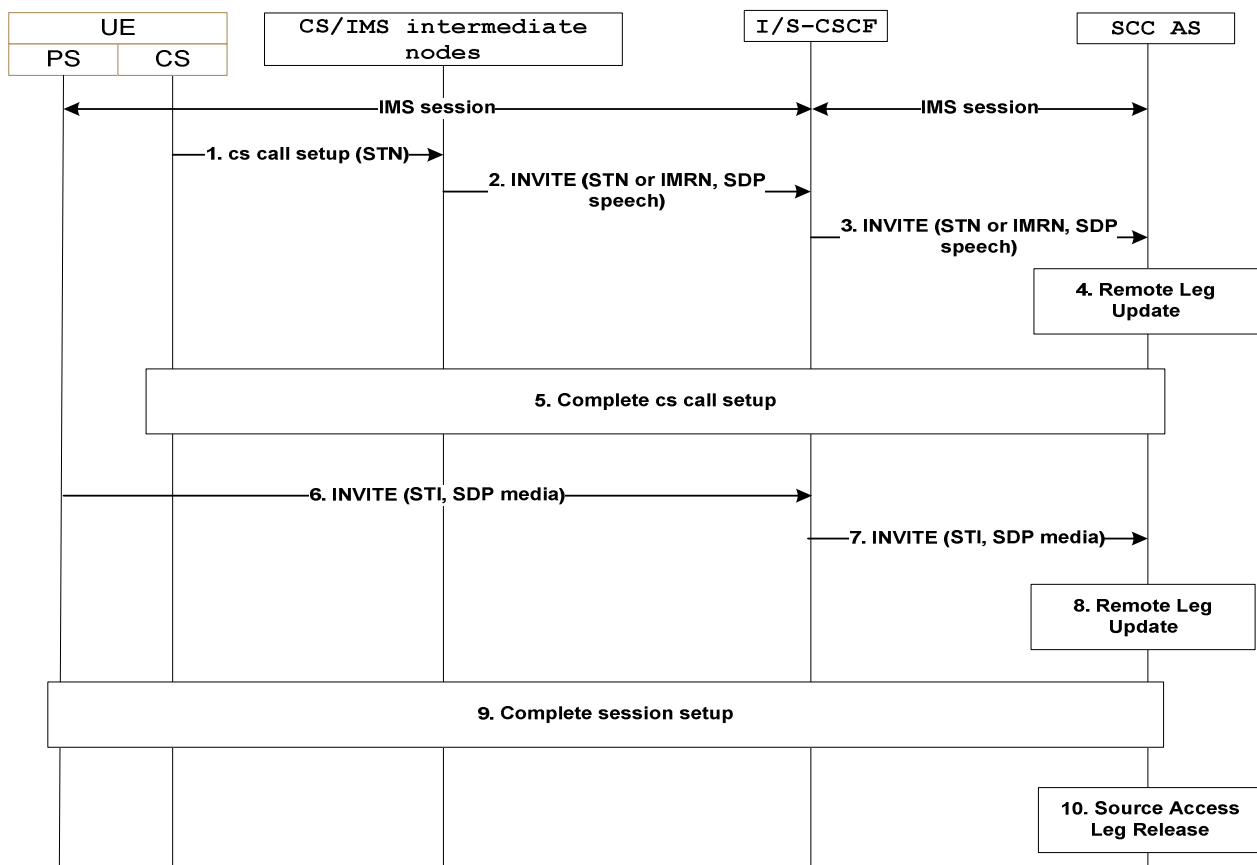 UE
PS
CS
CS/IMS intermediate
nodes
I/S-CSCF
SCC AS
IMS session
IMS session
1. cs call setup (STN)
2. INVITE (STN or IMRN, SDP
speech)
3. INVITE (STN or IMRN, SDP
speech)
4. Remote Leg
Update
5. Complete cs call setup
6. INVITE (STI, SDP media)
7. INVITE (STI, SDP media)
8. Remote Leg
Update
9. Complete session setup
10. Source Access
Leg Release